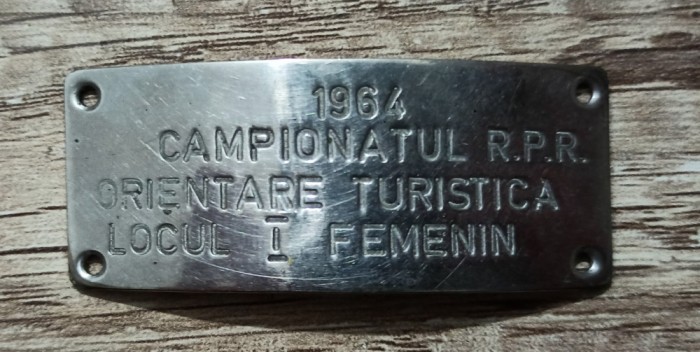 1964
CAMPIONATUL R.P.R.
ORIENTARE TURISTICA
LOCUL I FEMENIN